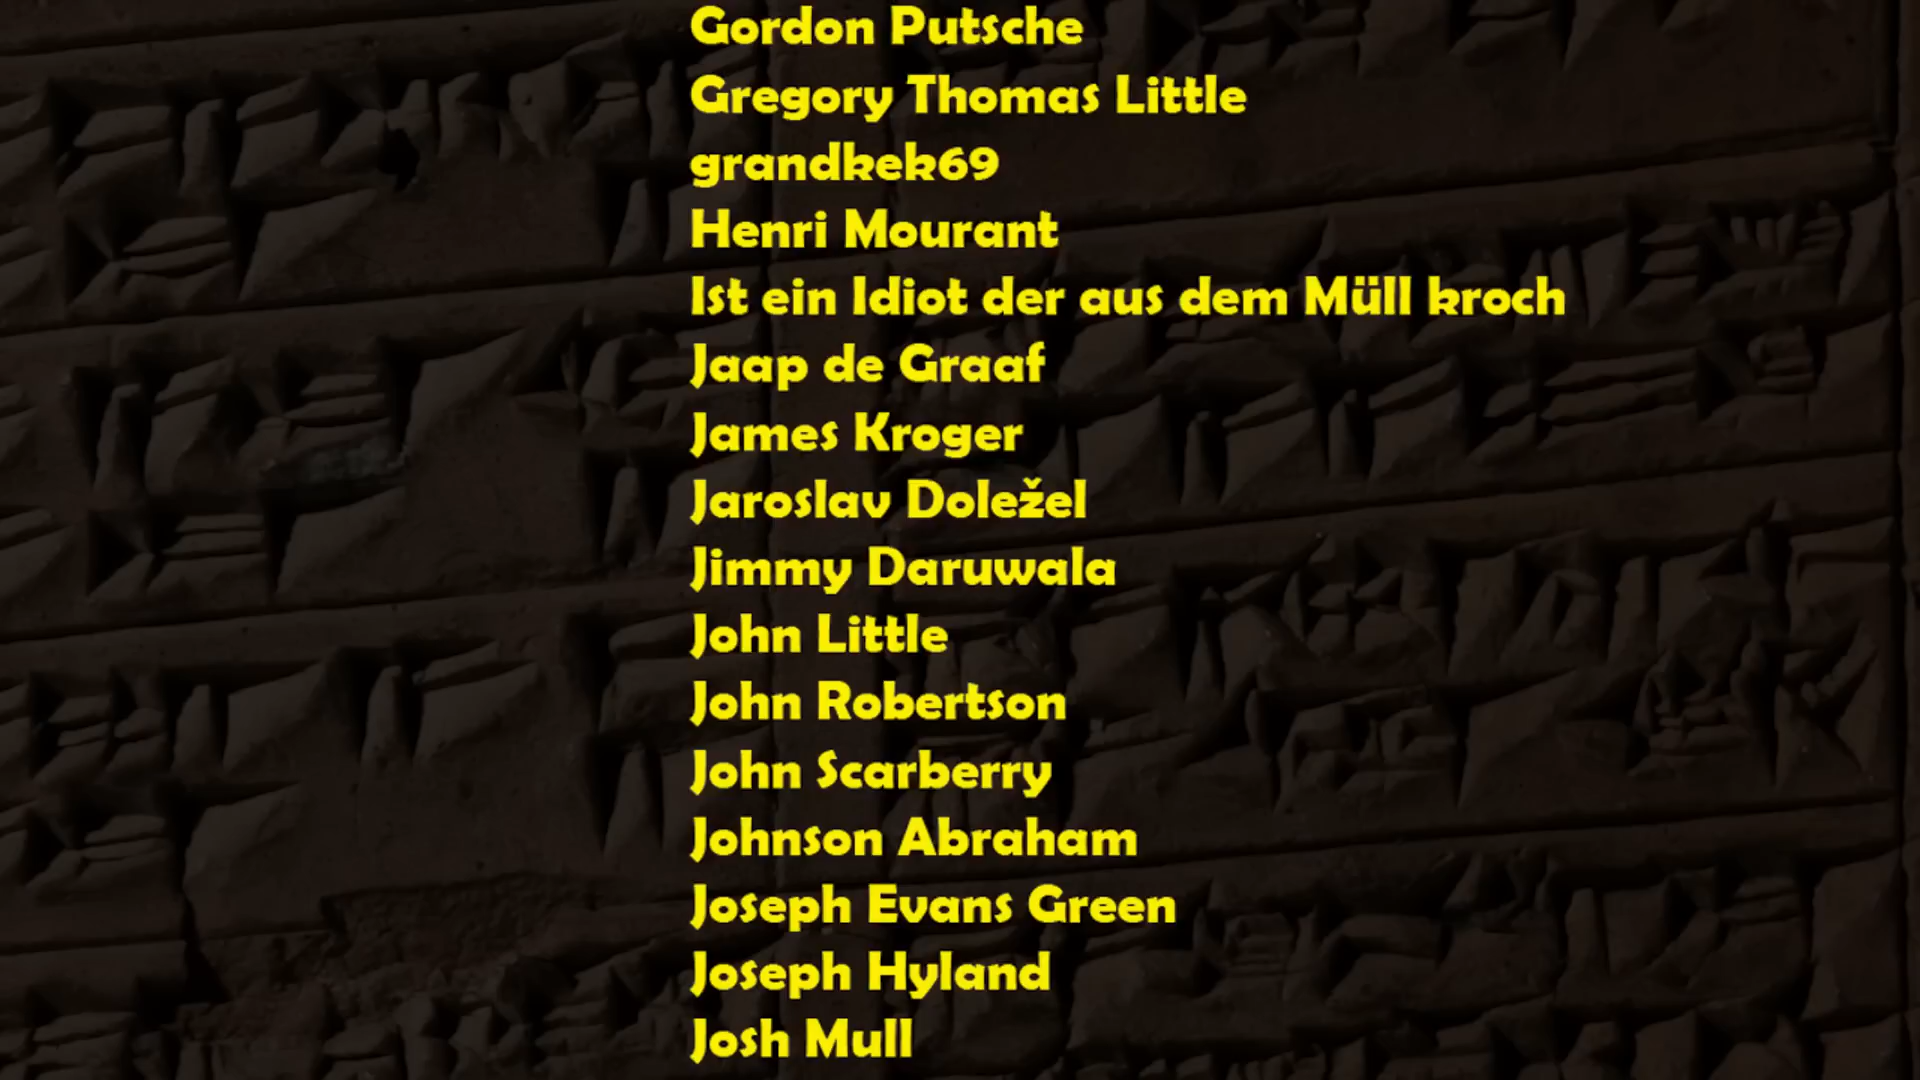 Gordon Putsche
Gregory Thomas Little
grandkek69
Henri Mourant
Ist ein Idiot der aus dem Müll kroch
Jaap de Graaf
James Kroger
Jaroslav Doležel
Jimmy Daruwala
John Little
John Robertson
John Scarberry
Johnson Abraham
Joseph Evans Green
Joseph Hyland
Josh Mull